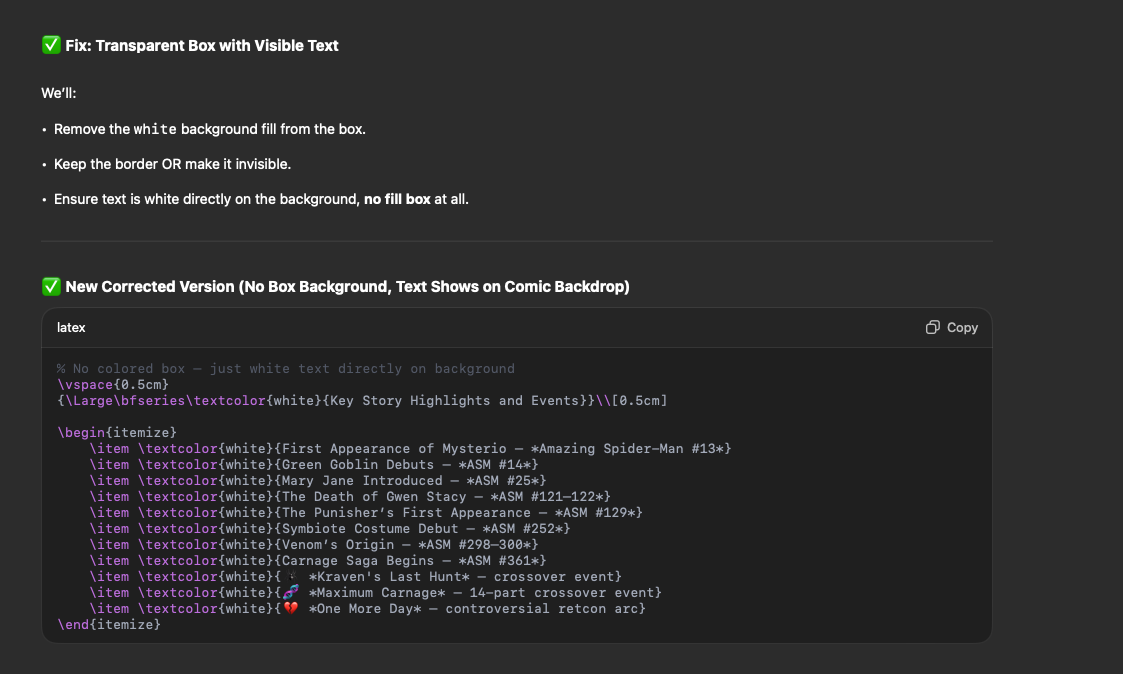 ✅ Fix: Transparent Box with Visible Text
We’ll:
• Remove the white background fill from the box.
• Keep the border OR make it invisible.
• Ensure text is white directly on the background, no fill box at all.
✅ New Corrected Version (No Box Background, Text Shows on Comic Backdrop)
latex Copy
% No colored box — just white text directly on background
\vspace{0.5cm}
{\Large\bfseries\textcolor{white}{Key Story Highlights and Events}}\\[0.5cm]
\begin{itemize}
\item \textcolor{white}{First Appearance of Mysterio — *Amazing Spider-Man #13*}
\item \textcolor{white}{Green Goblin Debuts — *ASM #14*}
\item \textcolor{white}{Mary Jane Introduced — *ASM #25*}
\item \textcolor{white}{The Death of Gwen Stacy — *ASM #121–122*}
\item \textcolor{white}{The Punisher’s First Appearance — *ASM #129*}
\item \textcolor{white}{Symbiote Costume Debut — *ASM #252*}
\item \textcolor{white}{Venom’s Origin — *ASM #298–300*}
\item \textcolor{white}{Carnage Saga Begins — *ASM #361*}
\item \textcolor{white}{🕷 *Kraven's Last Hunt* — crossover event}
\item \textcolor{white}{🧬 *Maximum Carnage* — 14-part crossover event}
\item \textcolor{white}{💔 *One More Day* — controversial retcon arc}
\end{itemize}